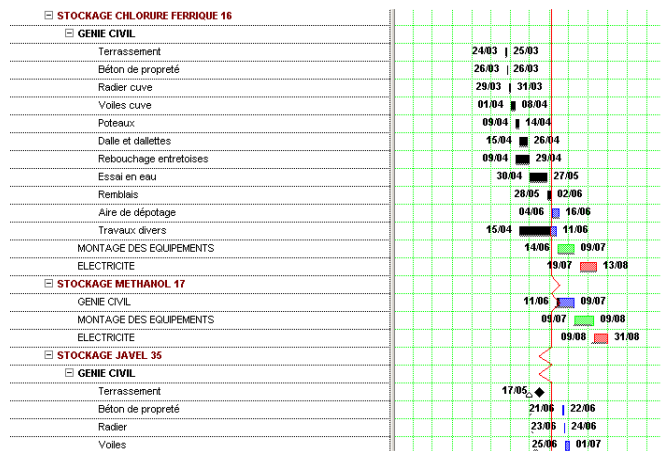 STOCKAGE CHLORURE FERRIQUE 16
GENIE CIVIL
Terrassement 24/03 25/03
Béton de propreté 26/03 26/03
Radier cuve 29/03 31/03
Voiles cuve 01/04 08/04
Poteaux 09/04 14/04
Dalle et dallettes 15/04 26/04
Rebouchage entretoises 09/04 29/04
Essai en eau 30/04 27/05
Remblais 28/05 02/06
Aire de dépotage 04/06 16/06
Travaux divers 15/04 11/06
MONTAGE DES EQUIPEMENTS 14/06 09/07
ELECTRICITE 19/07 13/08
STOCKAGE METHANOL 17
GENIE CIVIL 11/06 09/07
MONTAGE DES EQUIPEMENTS 09/07 09/08
ELECTRICITE 09/08 31/08
STOCKAGE JAVEL 35
GENIE CIVIL
Terrassement 17/05
Béton de propreté 21/06 22/06
Radier 23/06 24/06
Voiles 25/06 01/07